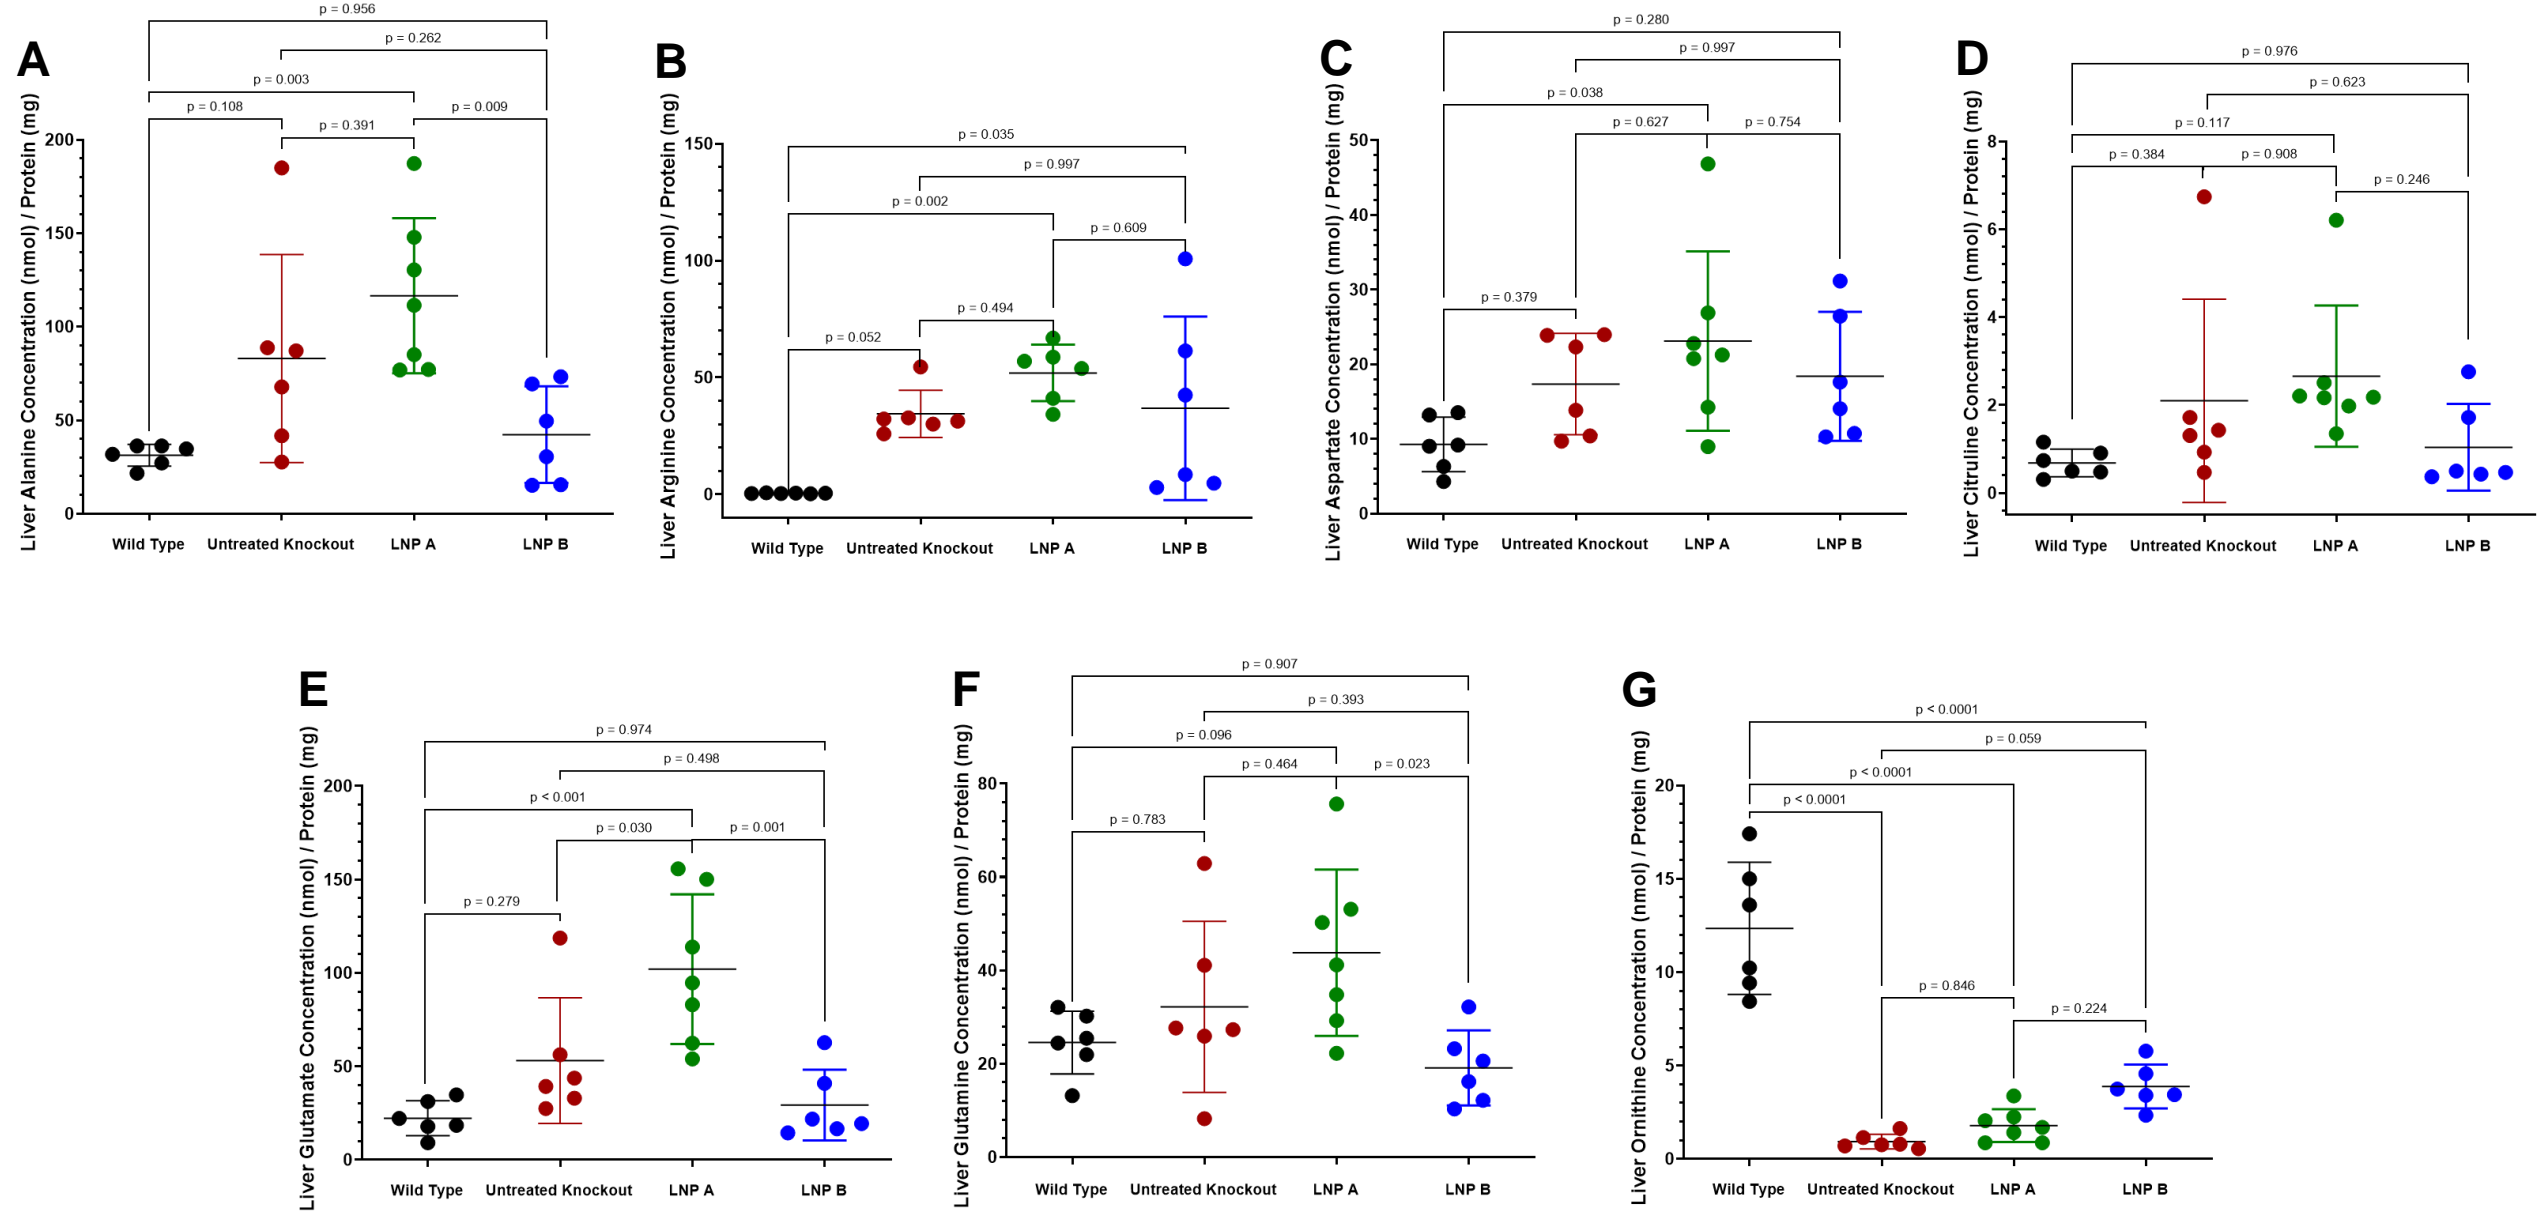 A
p = 0.956
p = 0.262
p = 0.003
p = 0.108
p = 0.009
p = 0.391
Liver Alanine Concentration (nmol) / Protein (mg)
200
150
100
50
0
Wild Type
Untreated Knockout
LNP A
LNP B
B
p = 0.035
p = 0.997
p = 0.002
p = 0.609
p = 0.494
p = 0.052
Liver Arginine Concentration (nmol) / Protein (mg)
150
100
50
0
Wild Type
Untreated Knockout
LNP A
LNP B
C
p = 0.280
p = 0.997
p = 0.038
p = 0.627
p = 0.754
p = 0.379
Liver Aspartate Concentration (nmol) / Protein (mg)
50
40
30
20
10
0
Wild Type
Untreated Knockout
LNP A
LNP B
D
p = 0.976
p = 0.623
p = 0.117
p = 0.384
p = 0.908
p = 0.246
Liver Citruline Concentration (nmol) / Protein (mg)
8
6
4
2
0
Wild Type
Untreated Knockout
LNP A
LNP B
E
p = 0.974
p = 0.498
p < 0.001
p = 0.030
p = 0.001
p = 0.279
Liver Glutamate Concentration (nmol) / Protein (mg)
200
150
100
50
0
Wild Type
Untreated Knockout
LNP A
LNP B
F
p = 0.907
p = 0.393
p = 0.096
p = 0.464
p = 0.023
p = 0.783
Liver Glutamine Concentration (nmol) / Protein (mg)
80
60
40
20
0
Wild Type
Untreated Knockout
LNP A
LNP B
G
p < 0.0001
p = 0.059
p < 0.0001
p < 0.0001
p = 0.846
p = 0.224
Liver Ornithine Concentration (nmol) / Protein (mg)
20
15
10
5
0
Wild Type
Untreated Knockout
LNP A
LNP B